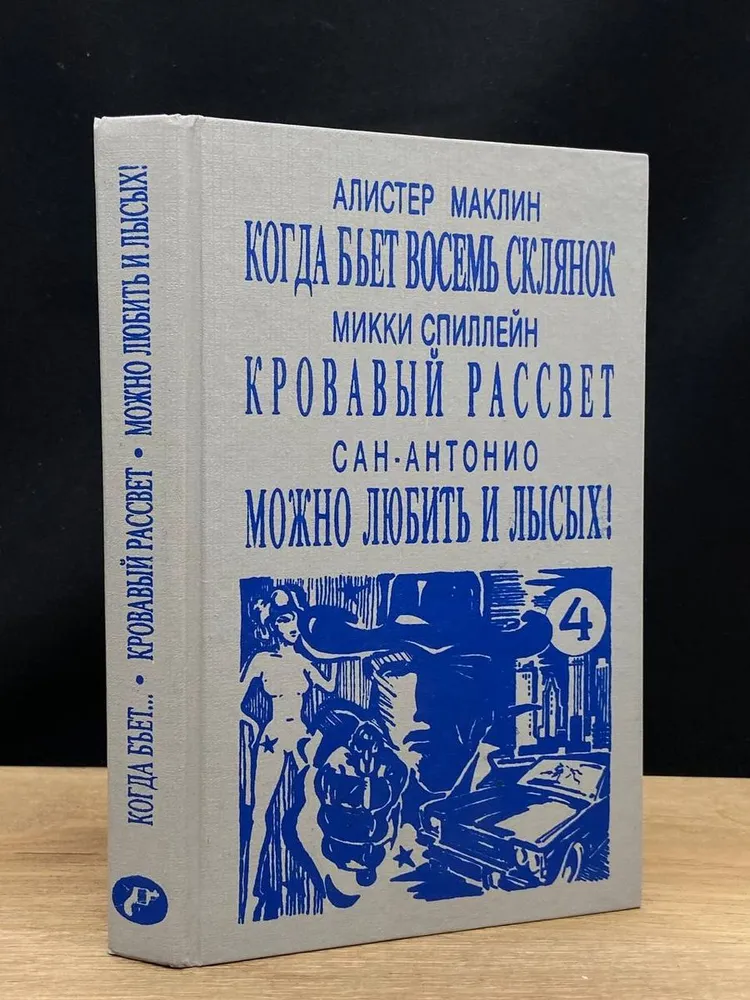 АЛИСТЕР МАКЛИН
КОГДА БЬЕТ ВОСЕМЬ СКЛЯНОК
МИККИ СПИЛЛЕЙН
КРОВАВЫЙ РАССВЕТ
САН-АНТОНИО
МОЖНО ЛЮБИТЬ И ЛЫСЫХ!
4
КОГДА БЪЕТ... • КРОВАВЫЙ РАССВЕТ • МОЖНО ЛЮБИТЬ И ЛЫСЫХ!